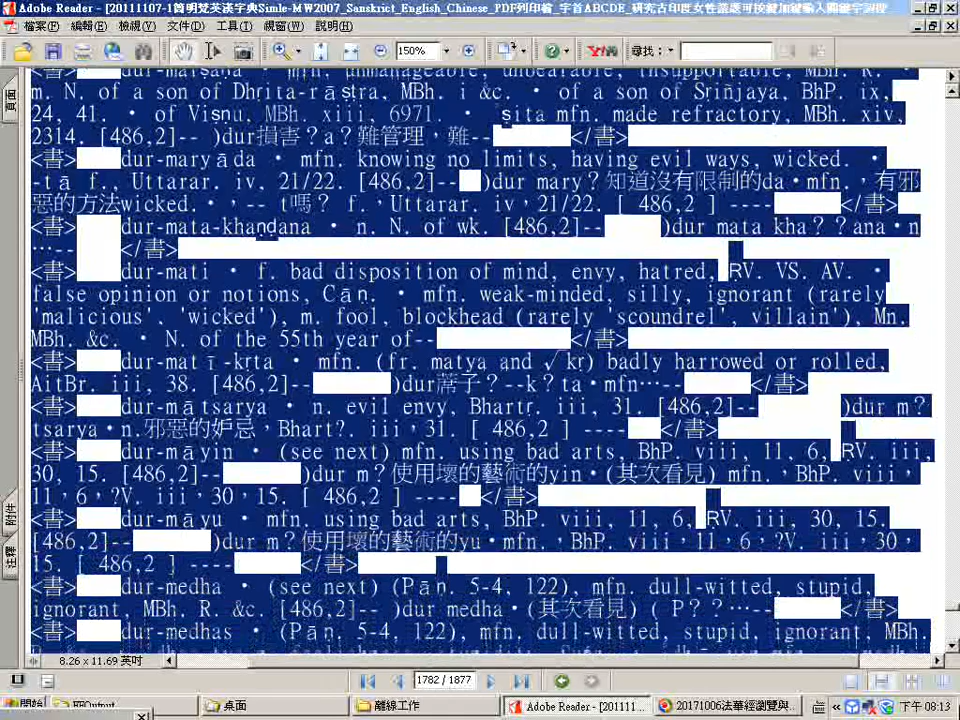 Adobe Reader - [20111107-1簡明梵英漢字典Simle-MW2007_Sanskrict_English_Chinese_PDF列印檔_字首ABCDE_研究古印度女性議題可按滑鼠輸入關鍵字詞搜
檔案(F) 編輯(E) 檢視(V) 文件(D) 工具(T) 視窗(W) 說明(H)
150% Y! 尋找：
頁面
附件
註釋
<書> dur-marṣaṇa • mfn. unmanageable, unbearable, insupportable, MBh. R. •
m. N. of a son of Dhṛita-rāṣṭra, MBh. i &c. • of a son of Sriñjaya, BhP. ix,
24, 41. • of Viṣnu, MBh. xiii, 6971. • ṣita mfn. made refractory, MBh. xiv,
2314. [486,2]-- )dur損害？a？難管理，難-- </書>
<書> dur-maryāda • mfn. knowing no limits, having evil ways, wicked. •
-tā f., Uttarar. iv, 21/22. [486,2]-- )dur mary？知道沒有限制的da•mfn.，有邪
惡的方法wicked.•，-- t嗎？ f.，Uttarar. iv，21/22. [ 486,2 ] ---- </書>
<書> dur-mata-khaṇḍana • n. N. of wk. [486,2]-- )dur mata kha？？ana•n
…-- </書>
<書> dur-mati • f. bad disposition of mind, envy, hatred, RV. VS. AV. •
false opinion or notions, Cāṇ. • mfn. weak-minded, silly, ignorant (rarely
'malicious', 'wicked'), m. fool, blockhead (rarely 'scoundrel', villain'), Mn.
MBh. &c. • N. of the 55th year of-- </書>
<書> dur-matī-kṛta • mfn. (fr. matya and √kṛ) badly harrowed or rolled,
AitBr. iii, 38. [486,2]-- )dur蓆子？--k？ta•mfn…-- </書>
<書> dur-mātsarya • n. evil envy, Bhartṛ. iii, 31. [486,2]-- )dur m？
tsarya•n.邪惡的妒忌，Bhart?. iii，31. [ 486,2 ] ---- </書>
<書> dur-māyin • (see next) mfn. using bad arts, BhP. viii, 11, 6, RV. iii,
30, 15. [486,2]-- )dur m？使用壞的藝術的yin•(其次看見) mfn.，BhP. viii，
11，6，?V. iii，30，15. [ 486,2 ] ---- </書>
<書> dur-māyu • mfn. using bad arts, BhP. viii, 11, 6, RV. iii, 30, 15.
[486,2]-- )dur m？使用壞的藝術的yu•mfn.，BhP. viii，11，6，?V. iii，30，
15. [ 486,2 ] ---- </書>
<書> dur-medha • (see next) (Pāṇ. 5-4, 122), mfn. dull-witted, stupid,
ignorant, MBh. R. &c. [486,2]-- )dur medha•(其次看見) ( P？？…-- </書>
<書> dur-medhas • (Pāṇ. 5-4, 122), mfn. dull-witted, stupid, ignorant, MBh.
8.26 x 11.69 英吋
1782 / 1877
開始 桌面 離線工作 Adobe Reader - [201111... 20171006法華經瀏覽與... 下午 08:13